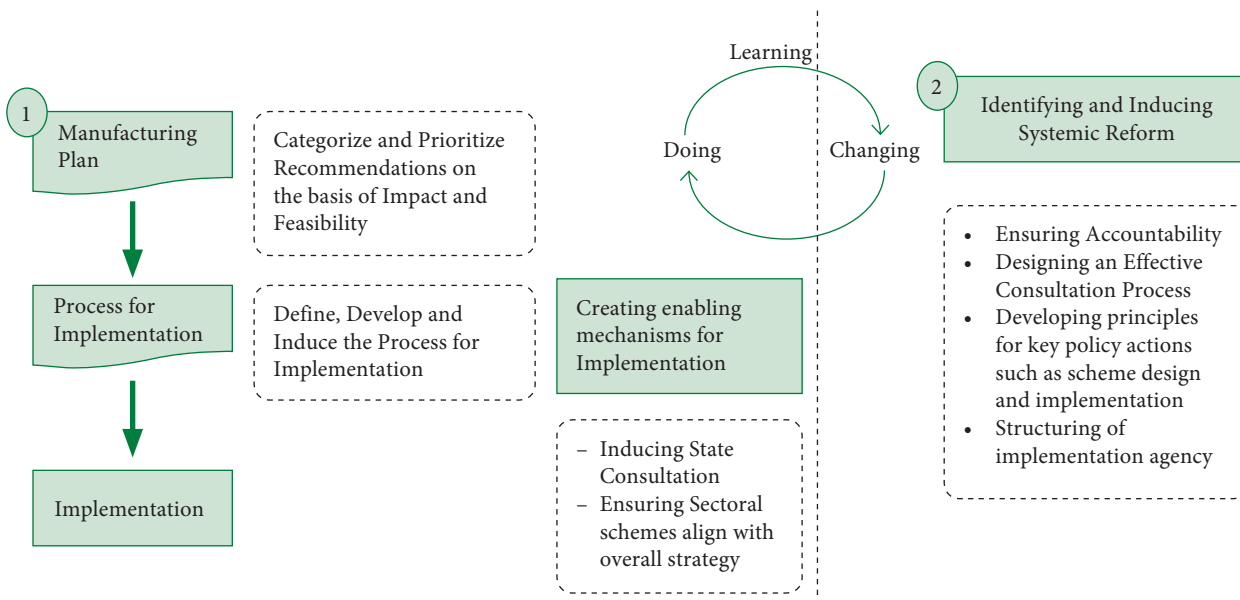 1
Manufacturing
Plan
Categorize and Prioritize
Recommendations on
the basis of Impact and
Feasibility
Process for
Implementation
Define, Develop and
Induce the Process for
Implementation
Implementation
Creating enabling
mechanisms for
Implementation
– Inducing State
Consultation
– Ensuring Sectoral
schemes align with
overall strategy
Learning
Doing
Changing
2
Identifying and Inducing
Systemic Reform
• Ensuring Accountability
• Designing an Effective
Consultation Process
• Developing principles
for key policy actions
such as scheme design
and implementation
• Structuring of
implementation agency